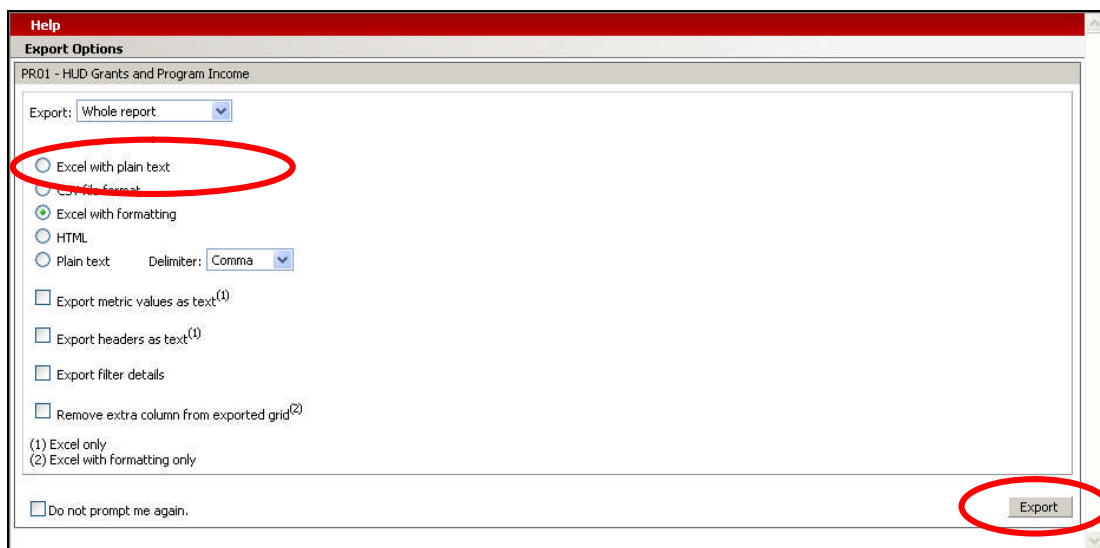 Help
Export Options
PR01 - HUD Grants and Program Income
Export: Whole report
Excel with plain text
CSV file format
Excel with formatting
HTML
Plain text Delimiter: Comma
Export metric values as text(1)
Export headers as text(1)
Export filter details
Remove extra column from exported grid(2)
(1) Excel only
(2) Excel with formatting only
Do not prompt me again. Export